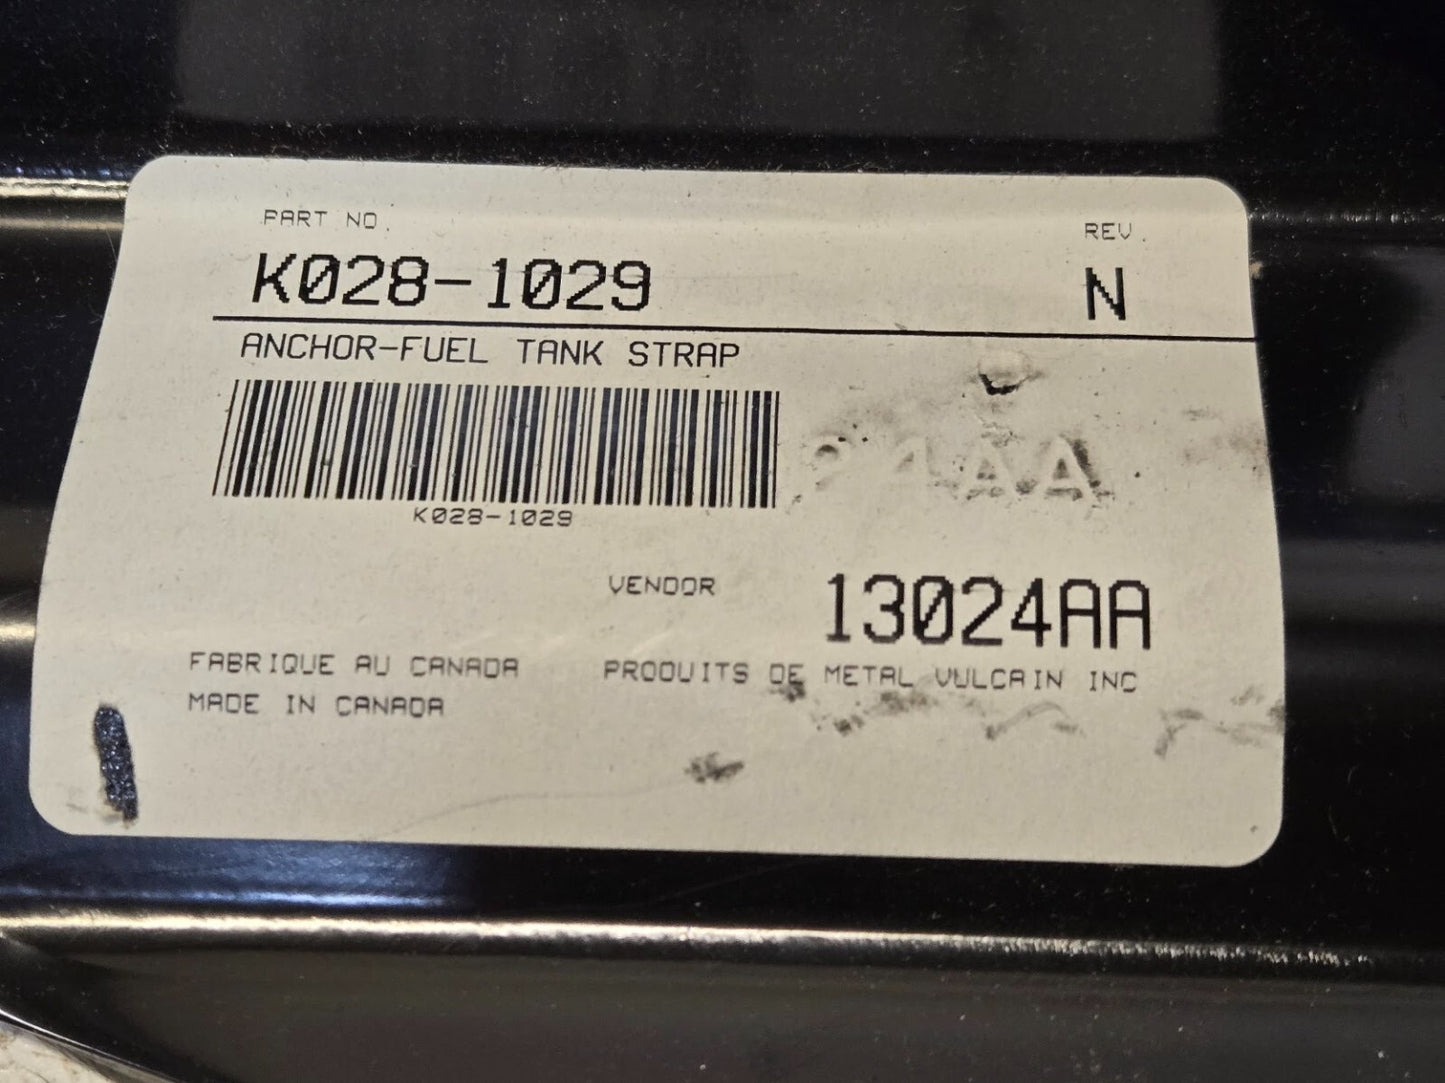 PART NO.
REV.
K028-1029
N
ANCHOR-FUEL TANK STRAP
4AA
K028-1029
VENDOR
13024AA
FABRIQUE AU CANADA
PRODUITS DE METAL VULCAIN INC
MADE IN CANADA